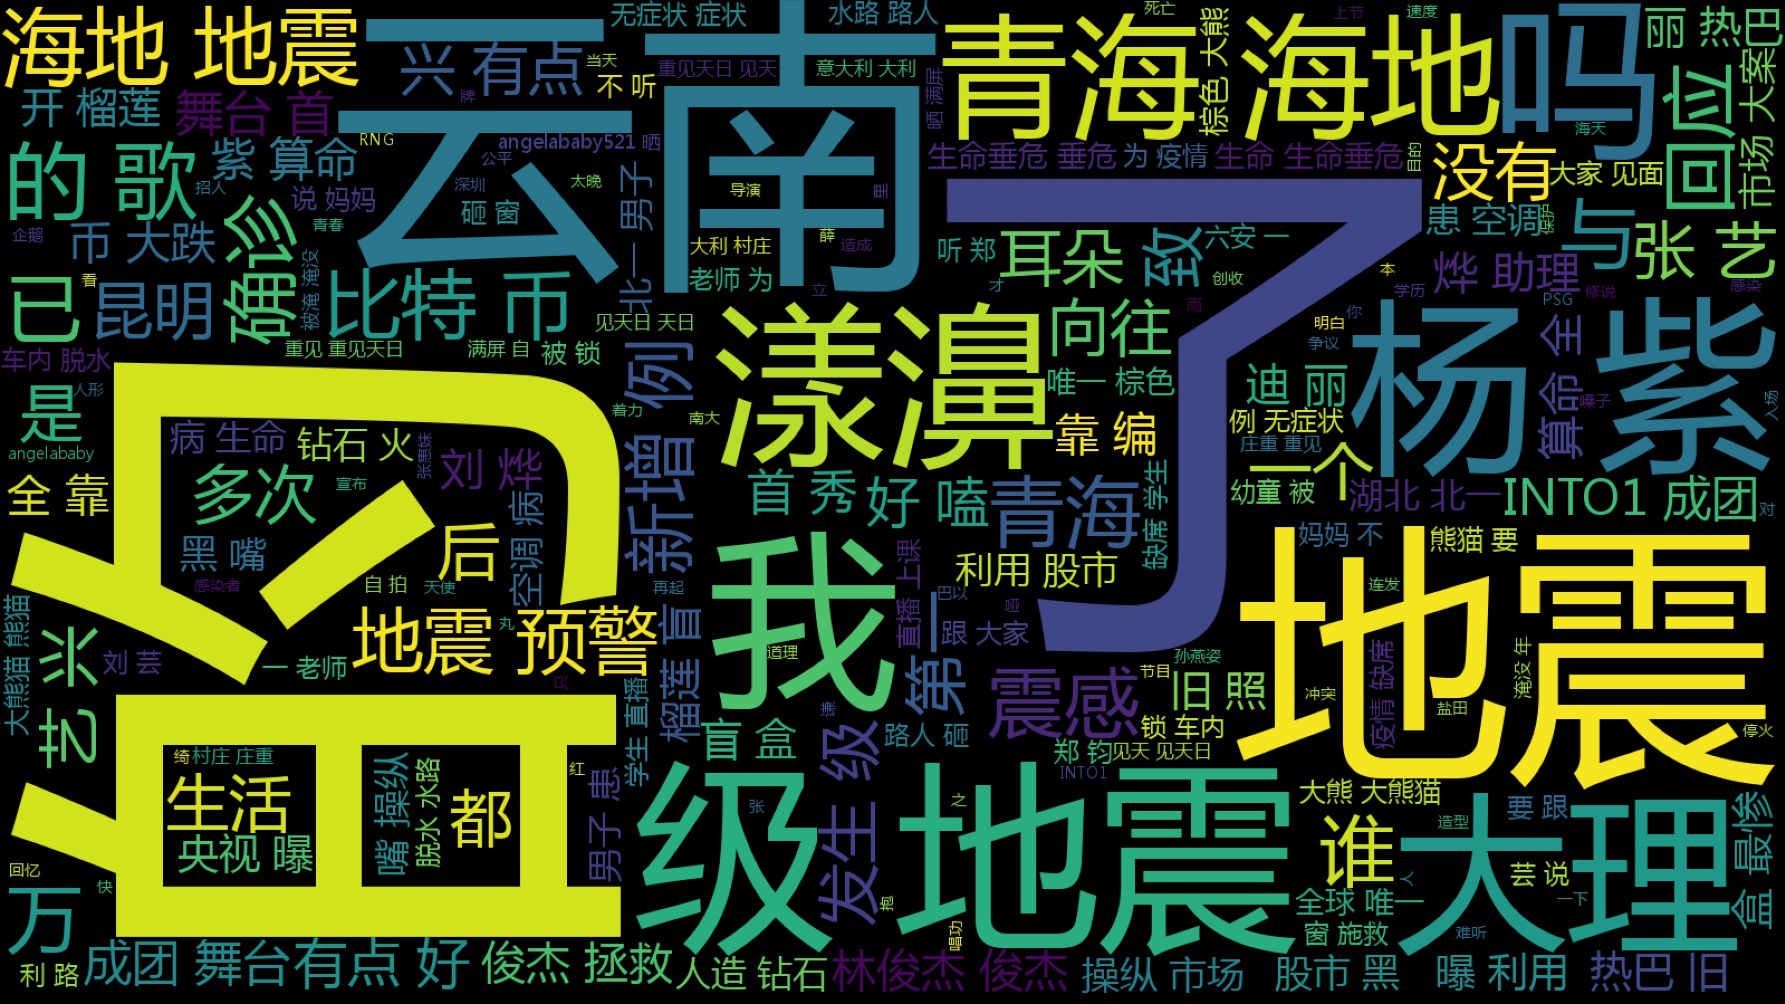 海地 地震
云南
无症状 症状
水路 路人
青海
海地
吗
死亡
大熊
棕色
上节
速度
丽 热巴
兴 有点
当天
不 听
重见天日 见天
意大利 大利
晒 满屏
回应
市场 大案
开 榴莲
舞台 首
牌
RNG
angelababy521 晒
海天
的 歌
紫 算命
公平
深圳
太晚
导演
里
生命垂危 垂危
为 疫情
生命 生命垂危
目的
没有
大家 见面
招人
说 妈妈
青春
砸 窗
北一 男子
企鹅
币 大跌
确诊
被淹 淹没
大利 村庄
薛
造成
听 郑
耳朵
致
六安 一
了
患 空调
与
张 艺
已
看
昆明
比特 币
老师 为
立
才
创收
本
烨 助理
学历
修说
感染
PSG
重见 重见天日
满屏 自
被 锁
见天日 天日
漾濞
向往
雨
明白
你
争议
全
杨紫
车内 脱水
是
人形
例
新增
着力
南大
唯一 棕色
迪 丽
例 无症状
算命
嗓子
入场
angelababy
病 生命
钻石 火
张惠妹
刘 烨
靠 编
庄重 重见
一个
全 靠
多次
宣布
首 秀
好 嗑
青海
缺席 学生
幼童 被
湖北 北一
INTO1 成团
对
黑 嘴
后
空调 病
我
直播 上课
利用 股市
妈妈 不
熊猫 要
地震
感染者
自 拍
天使
再起
巴以
哑
连发
大熊猫 熊猫
艺 兴
刘 芸
一 老师
丸
地震 预警
榴莲 盲
道理
第一
跟 大家
孙燕姿
疫情 缺席
淹没 年
只
学生 直播
谦
震感
节目
旧 照
冲突
盐田
盲 盒
级
路人 砸
锁 车内
停火
绮
村庄 庄重
红
郑 钧
见天 见天日
INTO1
生活
嘴 操纵
脱水 水路
都
男子 患
级 地震
张
之
大熊 大熊猫
要 跟
盒 最惨
央视 曝
发生
谁
造型
大理
回忆
快
抱
人
芸 说
万
唱功
全球 唯一
一下
窗 施救
难听
利 路
成团 舞台
有点 好
俊杰 拯救
人造 钻石
林俊杰 俊杰
操纵 市场
股市 黑
曝 利用
热巴 旧